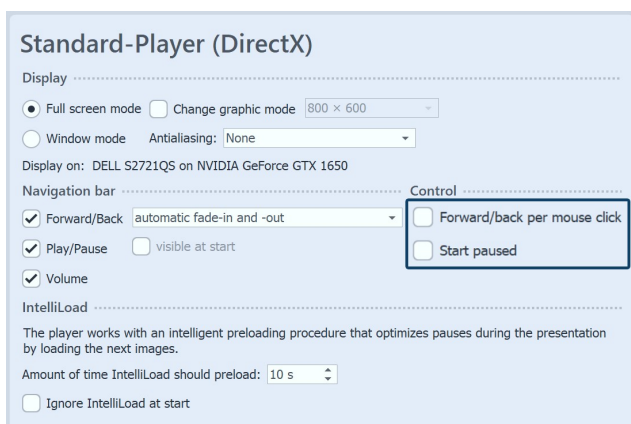 Standard-Player (DirectX)
Display
Full screen mode Change graphic mode 800 × 600
Window mode Antialiasing: None
Display on: DELL S2721QS on NVIDIA GeForce GTX 1650
Navigation bar Control
Forward/Back automatic fade-in and -out Forward/back per mouse click
Play/Pause visible at start Start paused
Volume
IntelliLoad
The player works with an intelligent preloading procedure that optimizes pauses during the presentation
by loading the next images.
Amount of time IntelliLoad should preload: 10 s
Ignore IntelliLoad at start